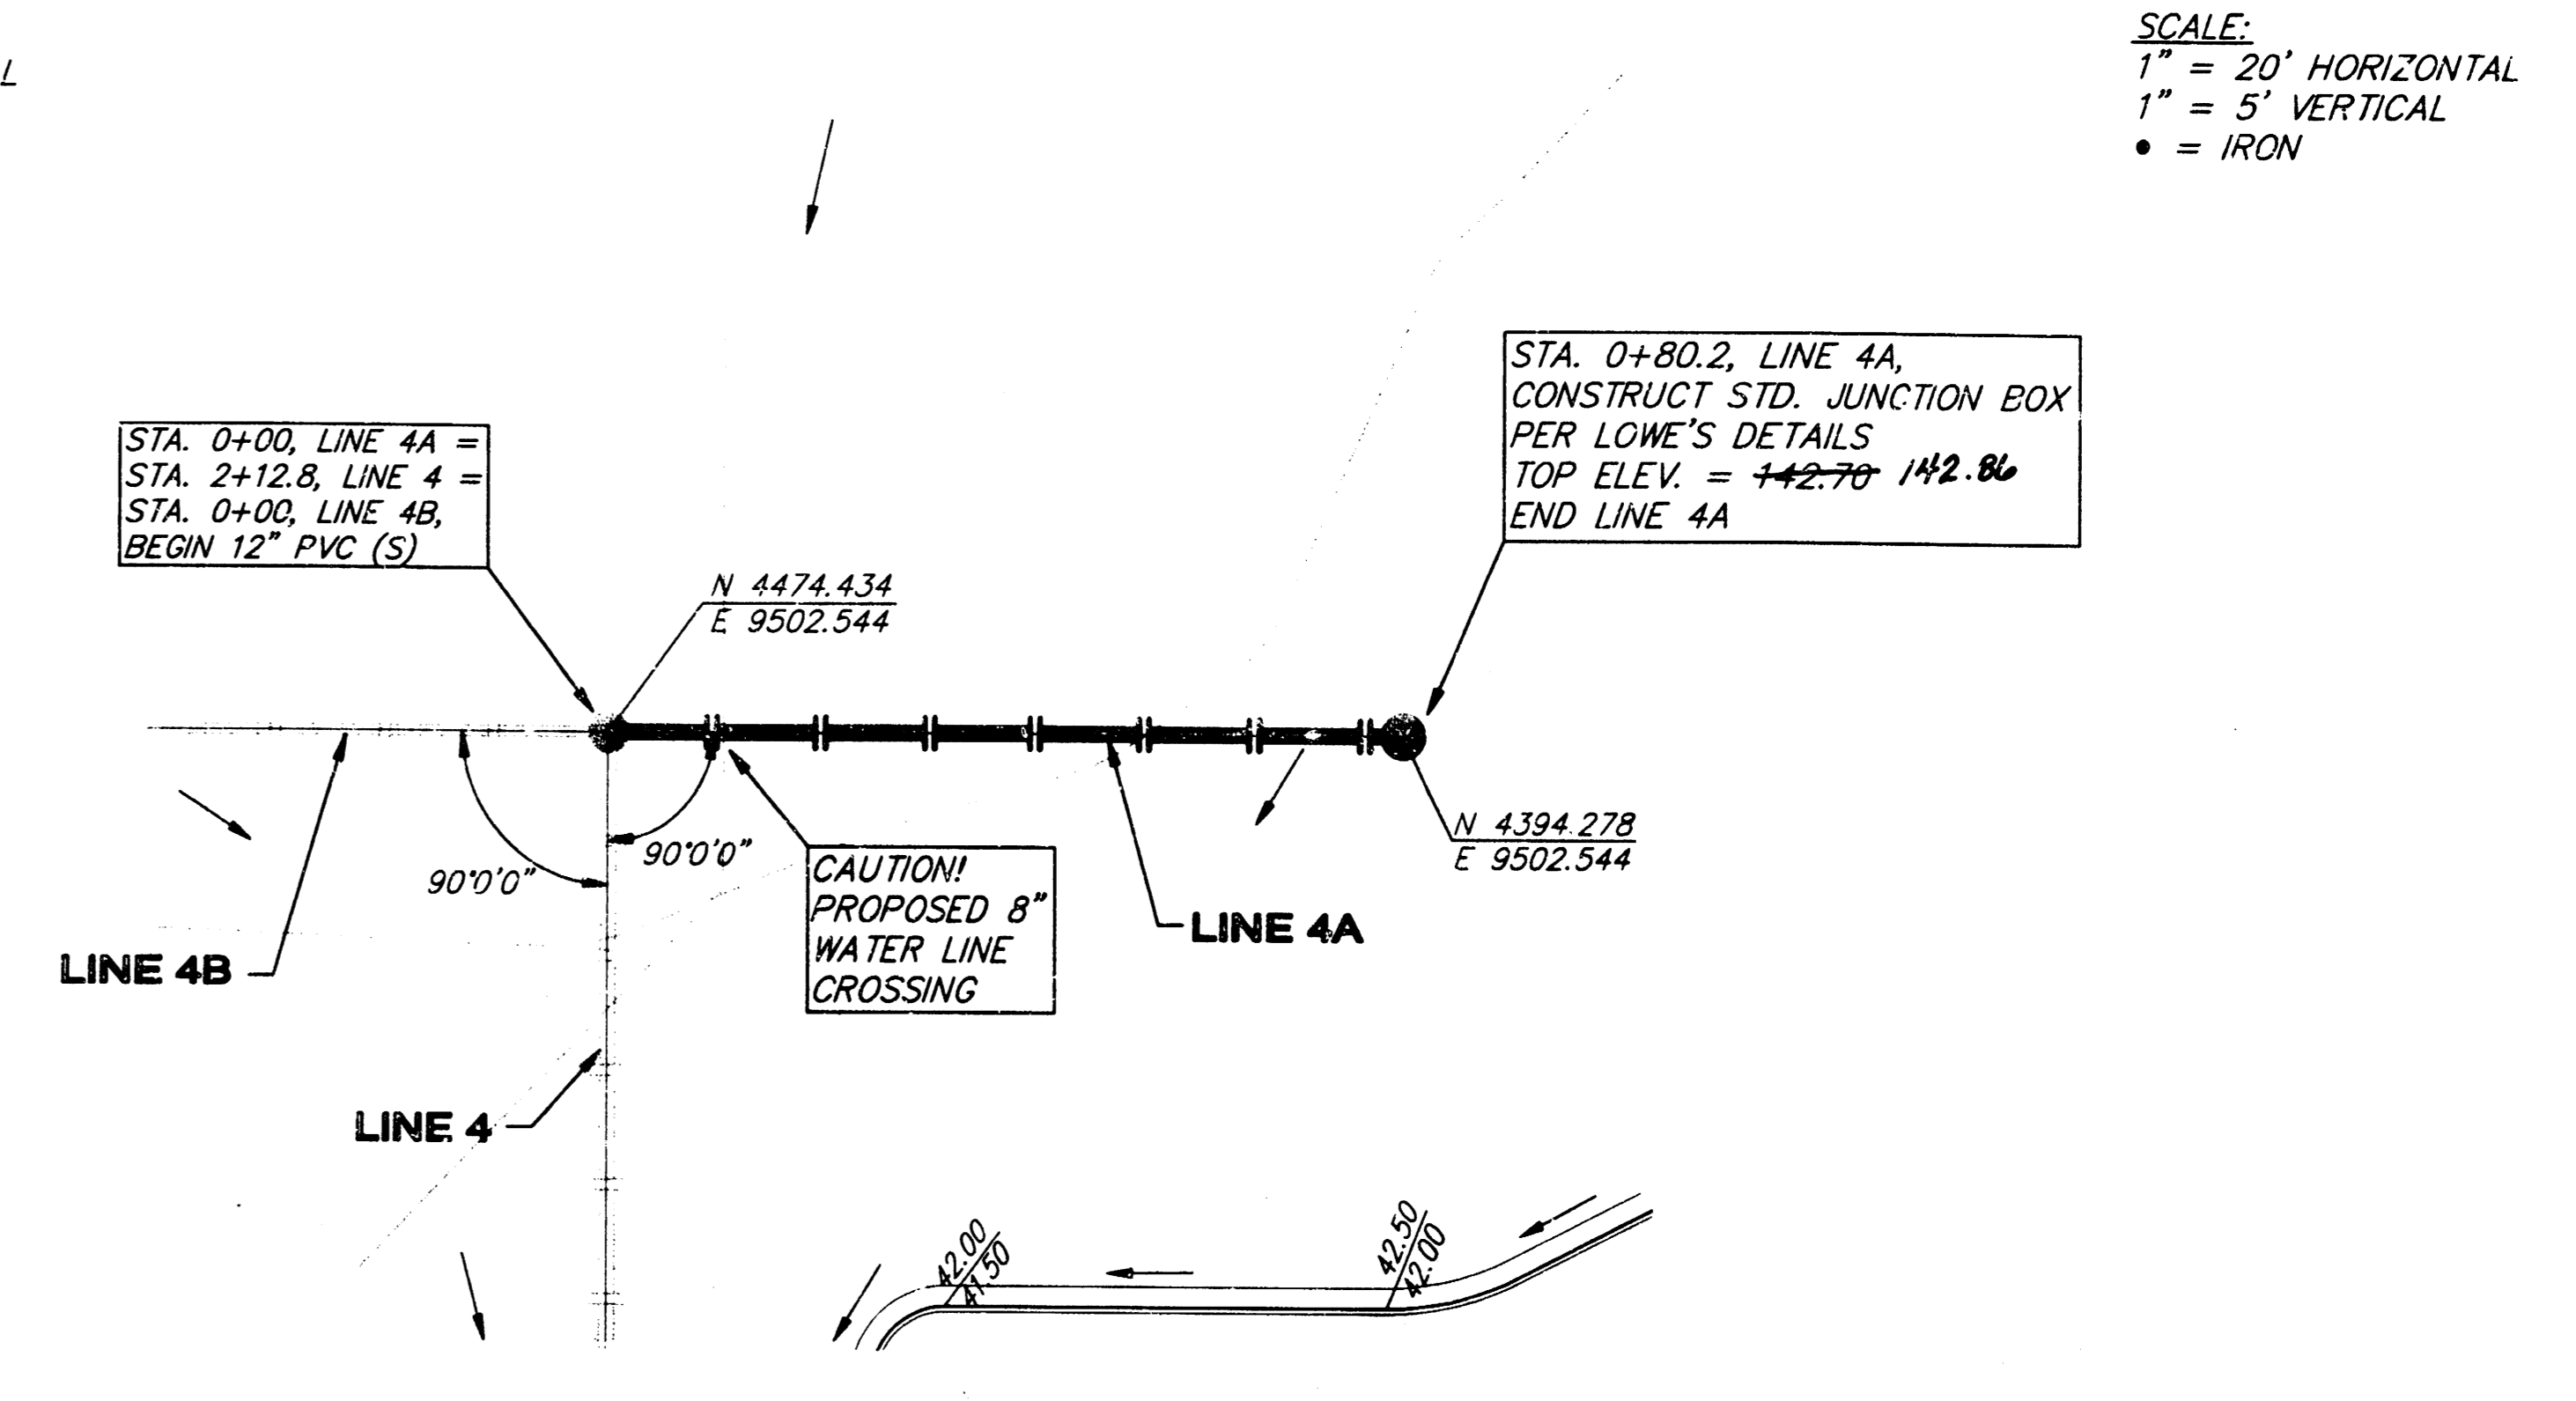 L
SCALE:
1" = 20' HORIZONTAL
1" = 5' VERTICAL
● = IRON
STA. 0+80.2, LINE 4A,
CONSTRUCT STD. JUNCTION BOX
PER LOWE'S DETAILS
TOP ELEV. = 142.70 142.86
END LINE 4A
STA. 0+00, LINE 4A =
STA. 2+12.8, LINE 4 =
STA. 0+00, LINE 4B,
BEGIN 12" PVC (S)
N 4474.434
E 9502.544
N 4394.278
E 9502.544
90°0'0"
90°0'0"
CAUTION!
PROPOSED 8"
WATER LINE
CROSSING
LINE 4A
LINE 4B
LINE 4
42.00
41.50
42.50
42.00